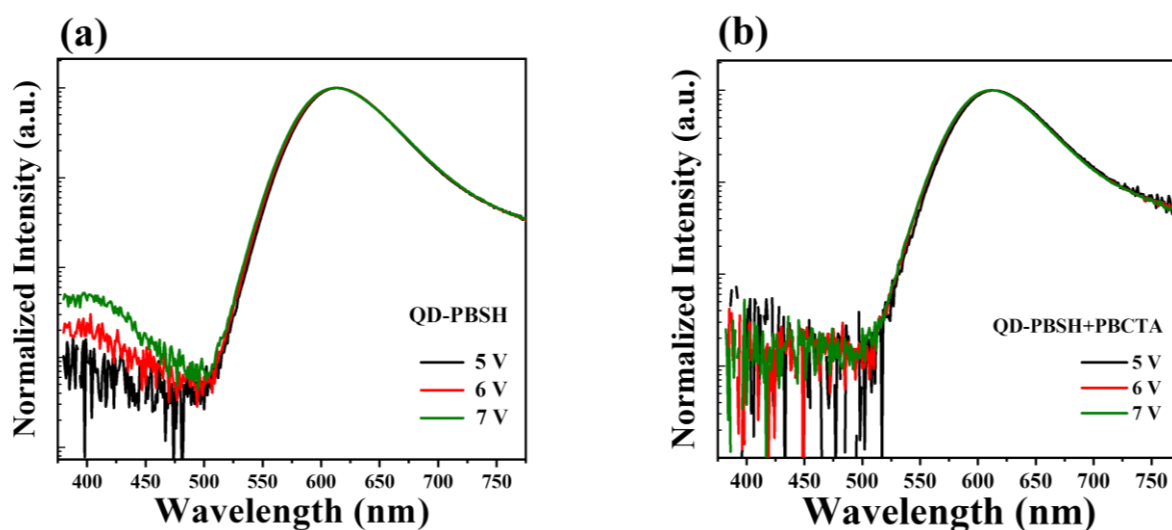 (a)
Normalized Intensity (a.u.)
QD-PBSH
5 V
6 V
7 V
400 450 500 550 600 650 700 750
Wavelength (nm)
(b)
Normalized Intensity (a.u.)
QD-PBSH+PBCTA
5 V
6 V
7 V
400 450 500 550 600 650 700 750
Wavelength (nm)